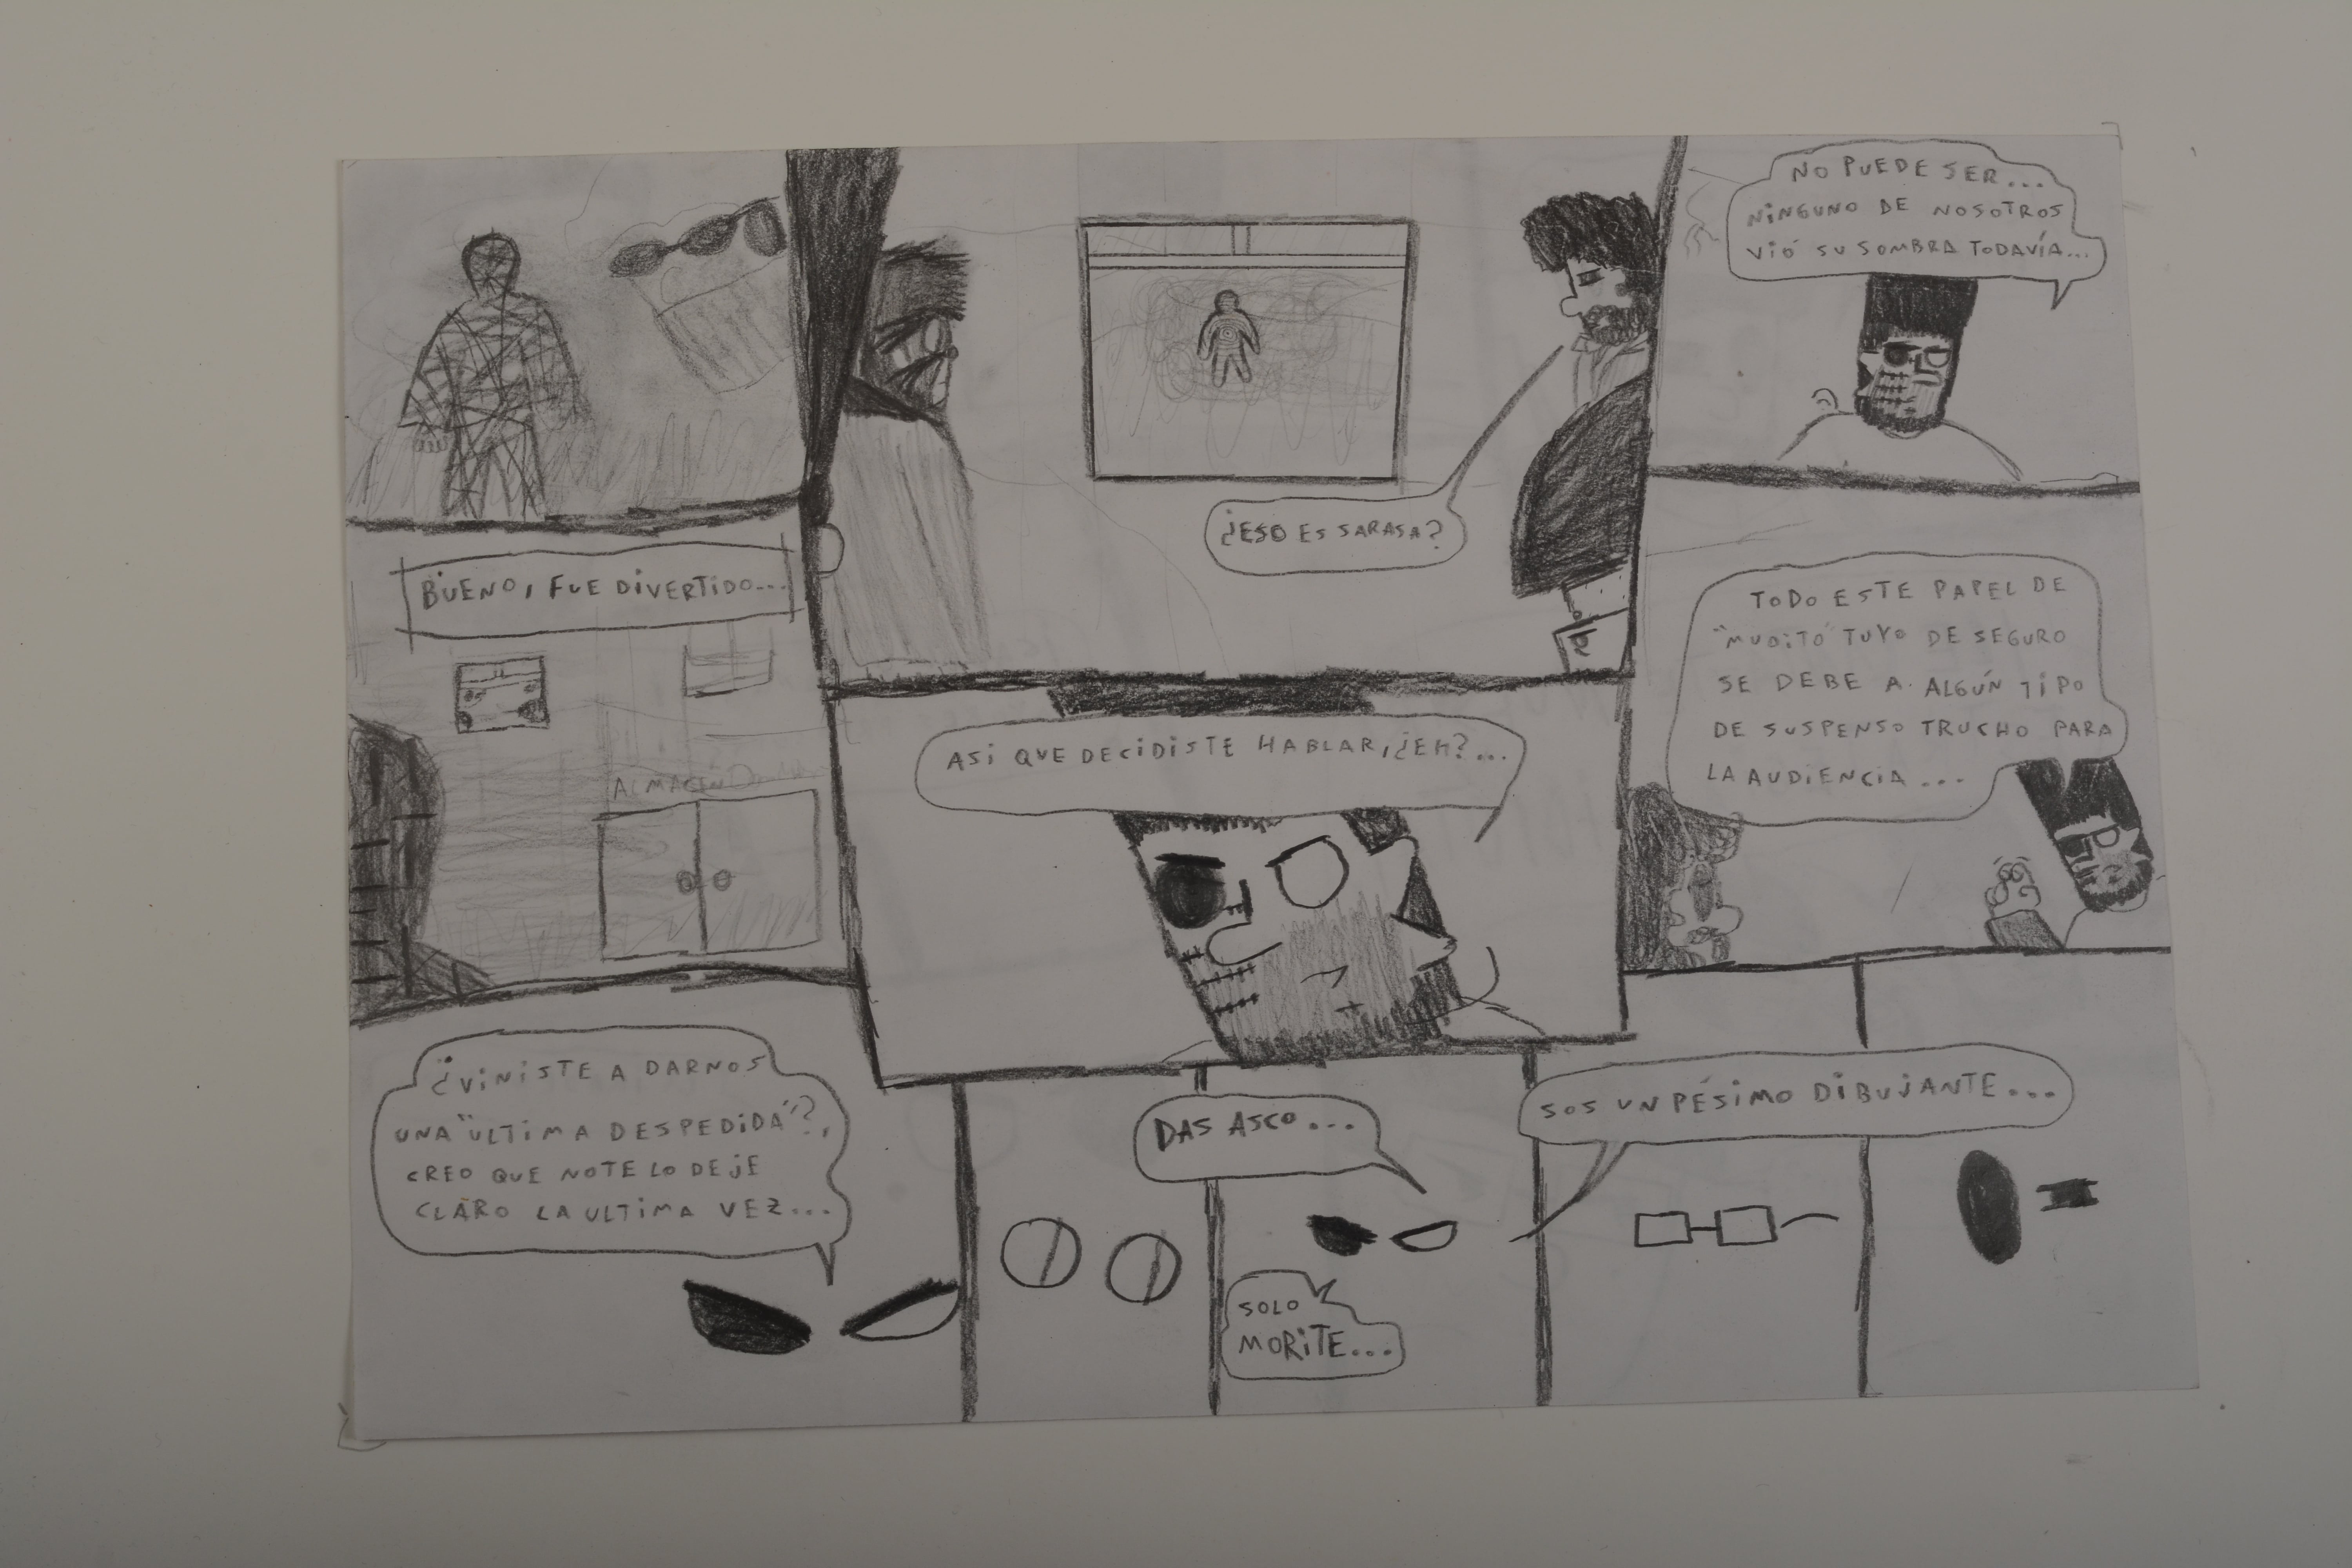 NO PUEDE SER...
NINGUNO DE NOSOTROS
VIÓ SU SOMBRA TODAVÍA...
¿ESO ES SARASA?
BUENO, FUE DIVERTIDO...
ALMACÉN
TODO ESTE PAPEL DE
"MUDITO" TUYO DE SEGURO
SE DEBE A ALGÚN TIPO
DE SUSPENSO TRUCHO PARA
LA AUDIENCIA...
ASI QUE DECIDISTE HABLAR, ¿EH?...
¿VINISTE A DARNOS
UNA "ULTIMA DESPEDIDA"?,
CREO QUE NO TE LO DEJE
CLARO LA ULTIMA VEZ...
DAS ASCO...
SOLO
MORITE...
SOS UN PÉSIMO DIBUJANTE...